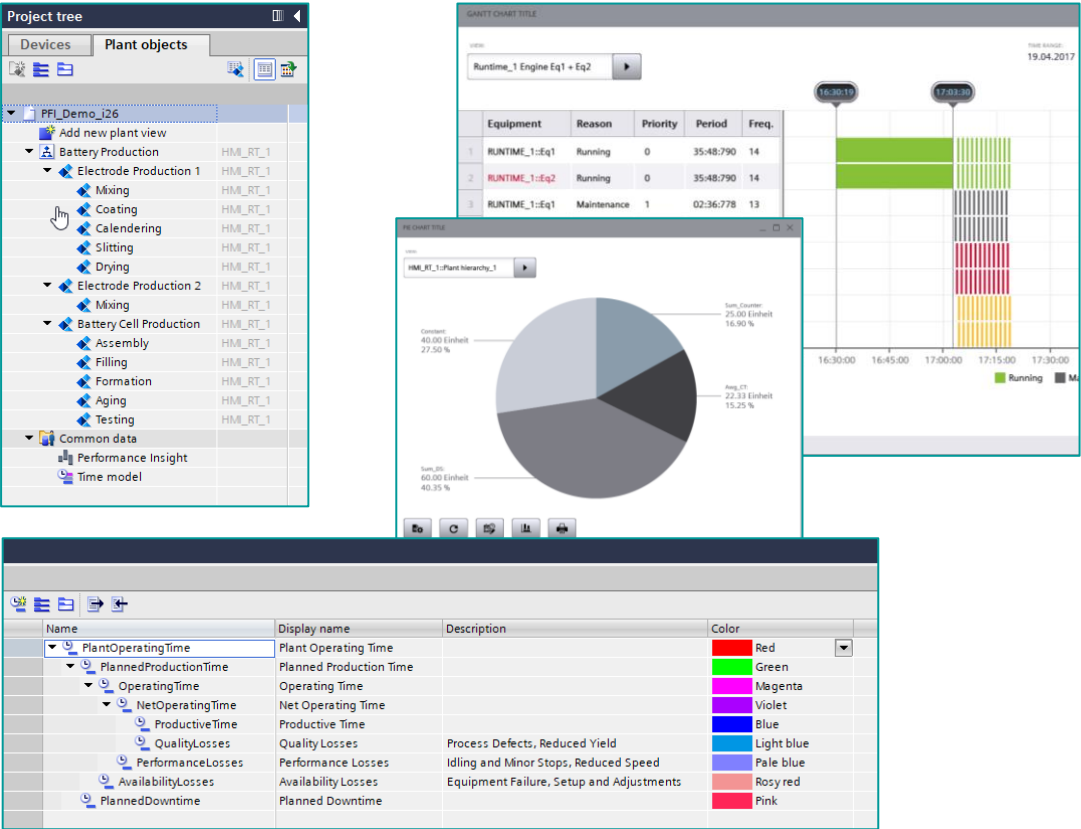 Project tree
Devices
Plant objects
PFI_Demo_i26
Add new plant view
Battery Production HMI_RT_1
Electrode Production 1 HMI_RT_1
Mixing HMI_RT_1
Coating HMI_RT_1
Calendering HMI_RT_1
Slitting HMI_RT_1
Drying HMI_RT_1
Electrode Production 2 HMI_RT_1
Mixing HMI_RT_1
Battery Cell Production HMI_RT_1
Assembly HMI_RT_1
Filling HMI_RT_1
Formation HMI_RT_1
Aging HMI_RT_1
Testing HMI_RT_1
Common data
Performance Insight
Time model
GANTT CHART TITLE
VIEW:
TIME RANGE:
Runtime_1 Engine Eq1 + Eq2
19.04.2017
16:30:19
17:03:30
Equipment Reason Priority Period Freq.
1 RUNTIME_1::Eq1 Running 0 35:48:790 14
2 RUNTIME_1::Eq2 Running 0 35:48:790 14
3 RUNTIME_1::Eq1 Maintenance 1 02:36:778 13
16:30:00 16:45:00 17:00:00 17:15:00 17:30:00
Running
Ma
PIE CHART TITLE
VIEW:
HMI_RT_1::Plant hierarchy_1
Sum_Counter:
25.00 Einheit
16.90 %
Constant:
40.00 Einheit
27.50 %
Awg_CT:
22.33 Einheit
15.25 %
60.00 Einheit
40.35 %
Name Display name Description Color
PlantOperatingTime Plant Operating Time Red
PlannedProductionTime Planned Production Time Green
OperatingTime Operating Time Magenta
NetOperatingTime Net Operating Time Violet
ProductiveTime Productive Time Blue
QualityLosses Quality Losses Process Defects, Reduced Yield Light blue
PerformanceLosses Performance Losses Idling and Minor Stops, Reduced Speed Pale blue
AvailabilityLosses Availability Losses Equipment Failure, Setup and Adjustments Rosy red
PlannedDowntime Planned Downtime Pink